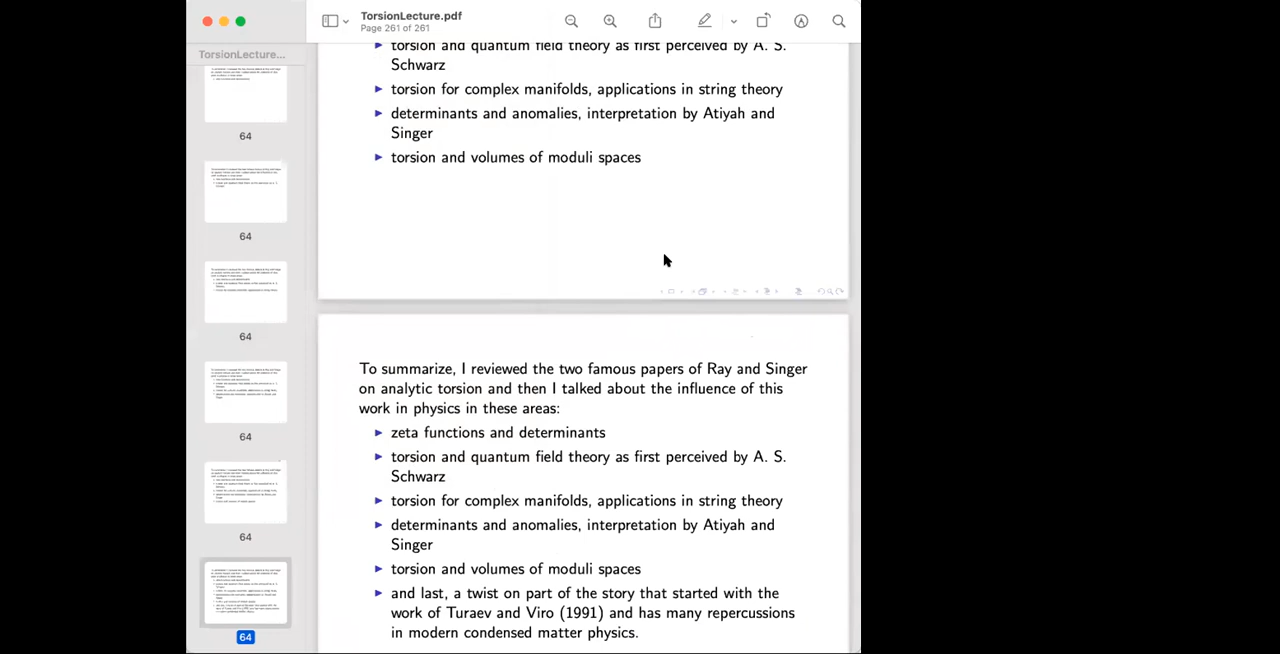 TorsionLecture.pdf
Page 261 of 261
TorsionLecture...
64
64
64
64
64
64
torsion and quantum field theory as first perceived by A. S.
Schwarz
torsion for complex manifolds, applications in string theory
determinants and anomalies, interpretation by Atiyah and
Singer
torsion and volumes of moduli spaces
To summarize, I reviewed the two famous papers of Ray and Singer
on analytic torsion and then I talked about the influence of this
work in physics in these areas:
zeta functions and determinants
torsion and quantum field theory as first perceived by A. S.
Schwarz
torsion for complex manifolds, applications in string theory
determinants and anomalies, interpretation by Atiyah and
Singer
torsion and volumes of moduli spaces
and last, a twist on part of the story that started with the
work of Turaev and Viro (1991) and has many repercussions
in modern condensed matter physics.